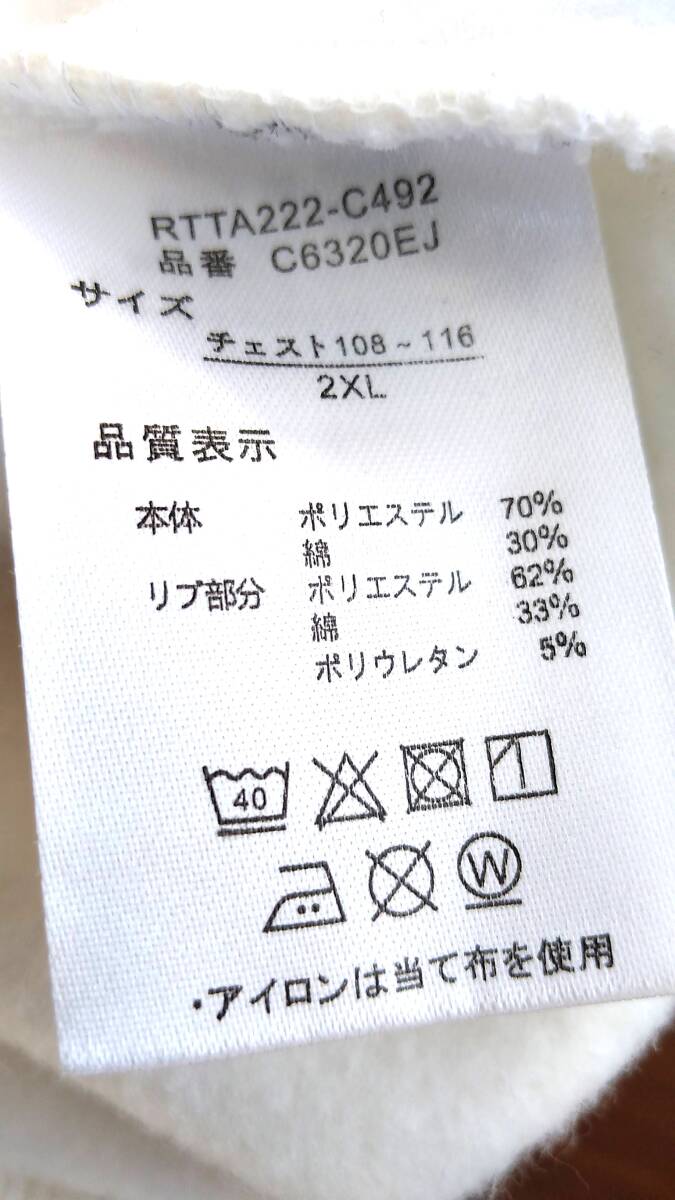 RTTA222-C492
品番 C6320EJ
サイズ
チェスト108~116
2XL
品質表示
本体 ポリエステル 70%
綿 30%
リブ部分 ポリエステル 62%
綿 33%
ポリウレタン 5%
40
W
・アイロンは当て布を使用